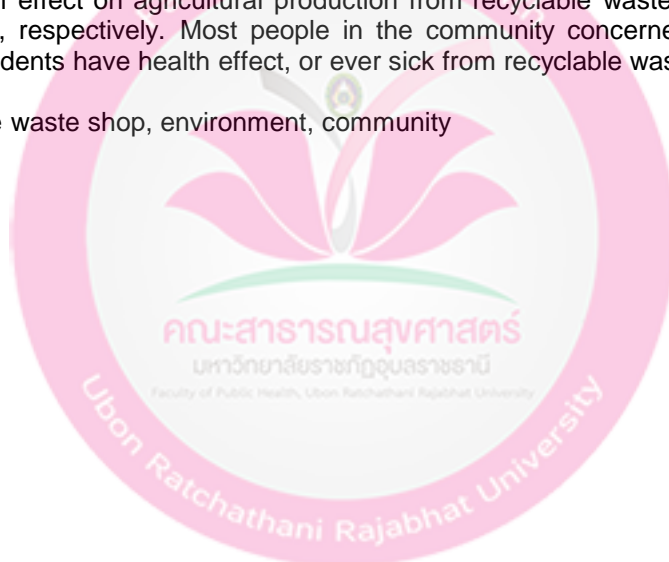 effect on agricultural production from recyclable waste
, respectively. Most people in the community concerne
dents have health effect, or ever sick from recyclable was
waste shop, environment, community
คณะสาธารณสุขศาสตร์
มหาวิทยาลัยราชภัฏอุบลราชธานี
Faculty of Public Health, Ubon Ratchathani Rajabhat University
Ubon Ratchathani Rajabhat University